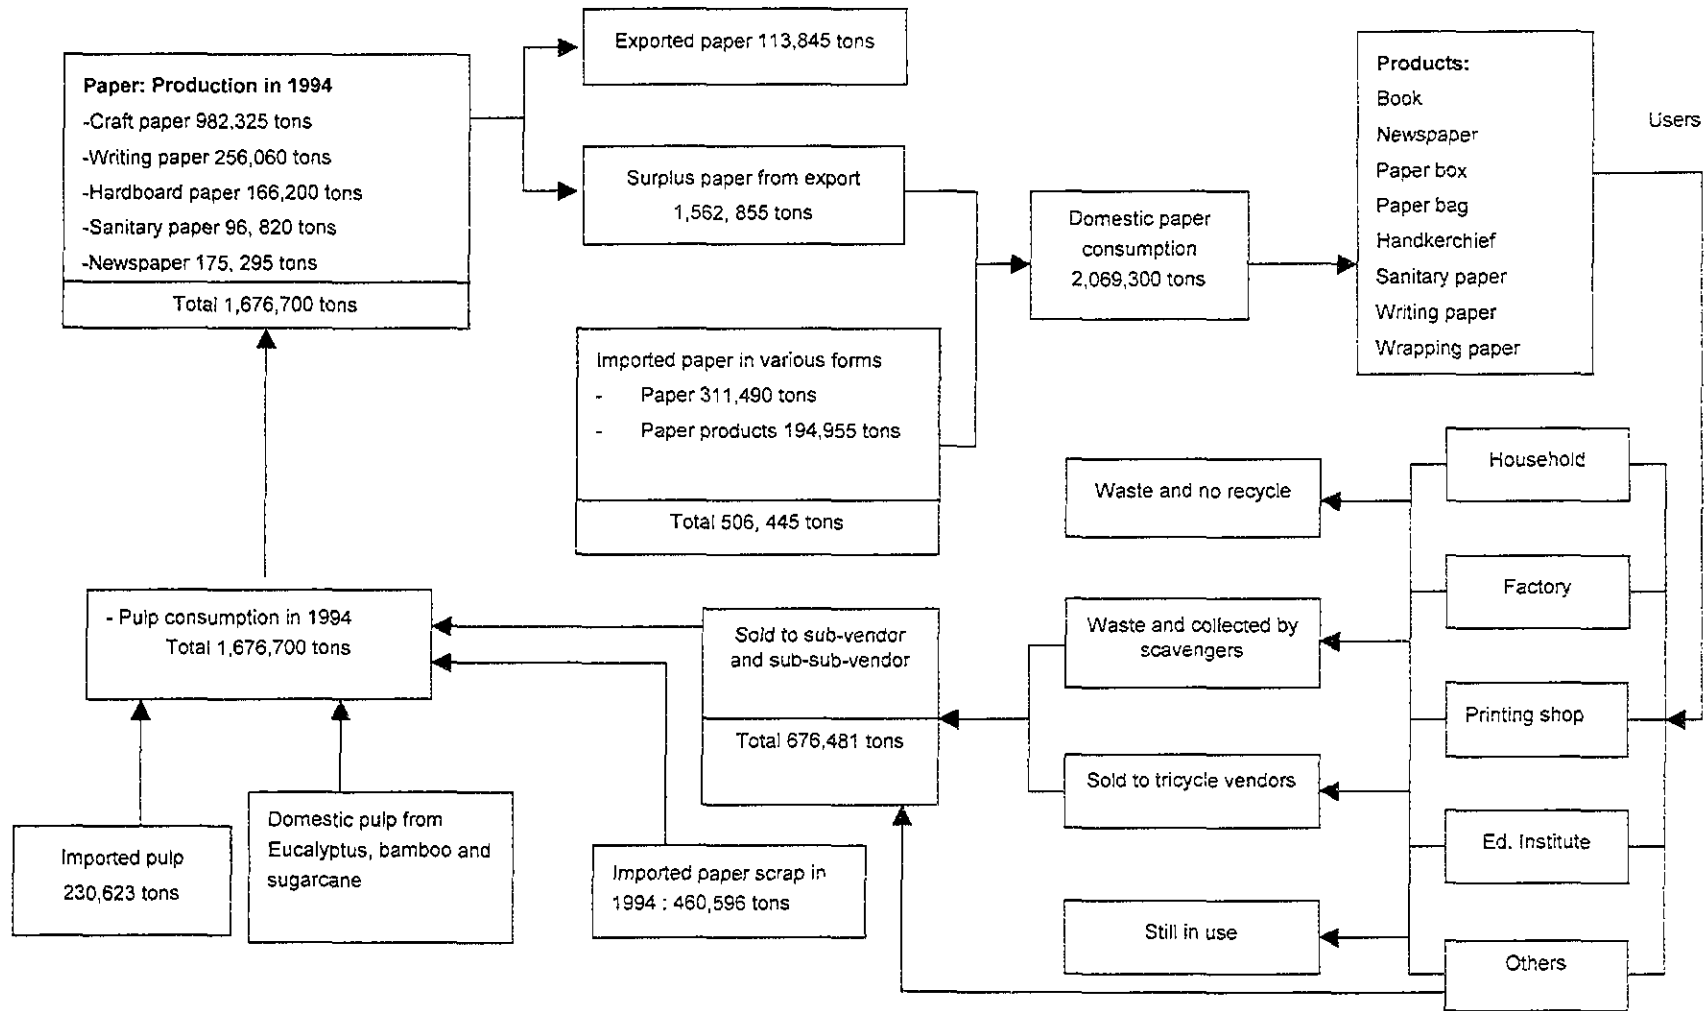 Paper: Production in 1994
-Craft paper 982,325 tons
-Writing paper 256,060 tons
-Hardboard paper 166,200 tons
-Sanitary paper 96, 820 tons
-Newspaper 175, 295 tons
Total 1,676,700 tons
Exported paper 113,845 tons
Surplus paper from export
1,562, 855 tons
Imported paper in various forms
- Paper 311,490 tons
- Paper products 194,955 tons
Total 506, 445 tons
Domestic paper
consumption
2,069,300 tons
Products:
Book
Newspaper
Paper box
Paper bag
Handkerchief
Sanitary paper
Writing paper
Wrapping paper
Users
Household
Factory
Printing shop
Ed. Institute
Others
Waste and no recycle
Waste and collected by
scavengers
Sold to tricycle vendors
Still in use
Sold to sub-vendor
and sub-sub-vendor
Total 676,481 tons
- Pulp consumption in 1994
Total 1,676,700 tons
Imported pulp
230,623 tons
Domestic pulp from
Eucalyptus, bamboo and
sugarcane
Imported paper scrap in
1994 : 460,596 tons